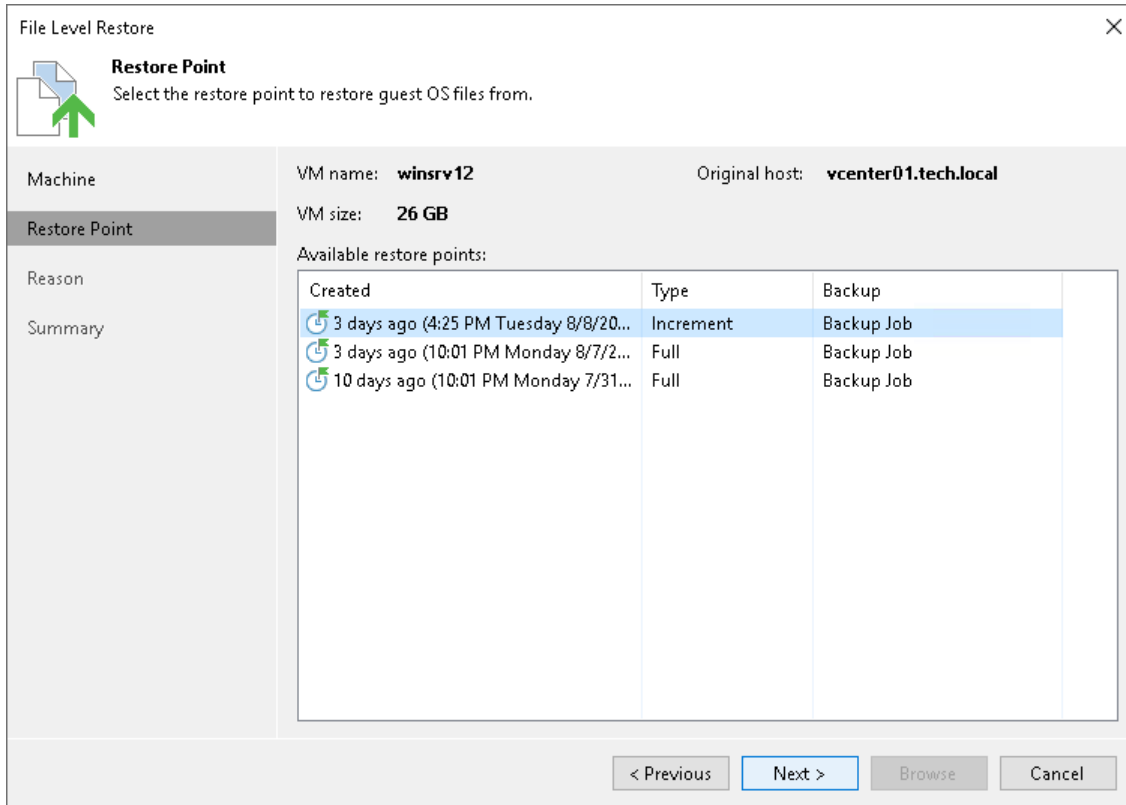 File Level Restore
Restore Point
Select the restore point to restore guest OS files from.
Machine
Restore Point
Reason
Summary
VM name: winsrv12 Original host: vcenter01.tech.local
VM size: 26 GB
Available restore points:
Created Type Backup
3 days ago (4:25 PM Tuesday 8/8/20... Increment Backup Job
3 days ago (10:01 PM Monday 8/7/2... Full Backup Job
10 days ago (10:01 PM Monday 7/31... Full Backup Job
< Previous Next > Browse Cancel